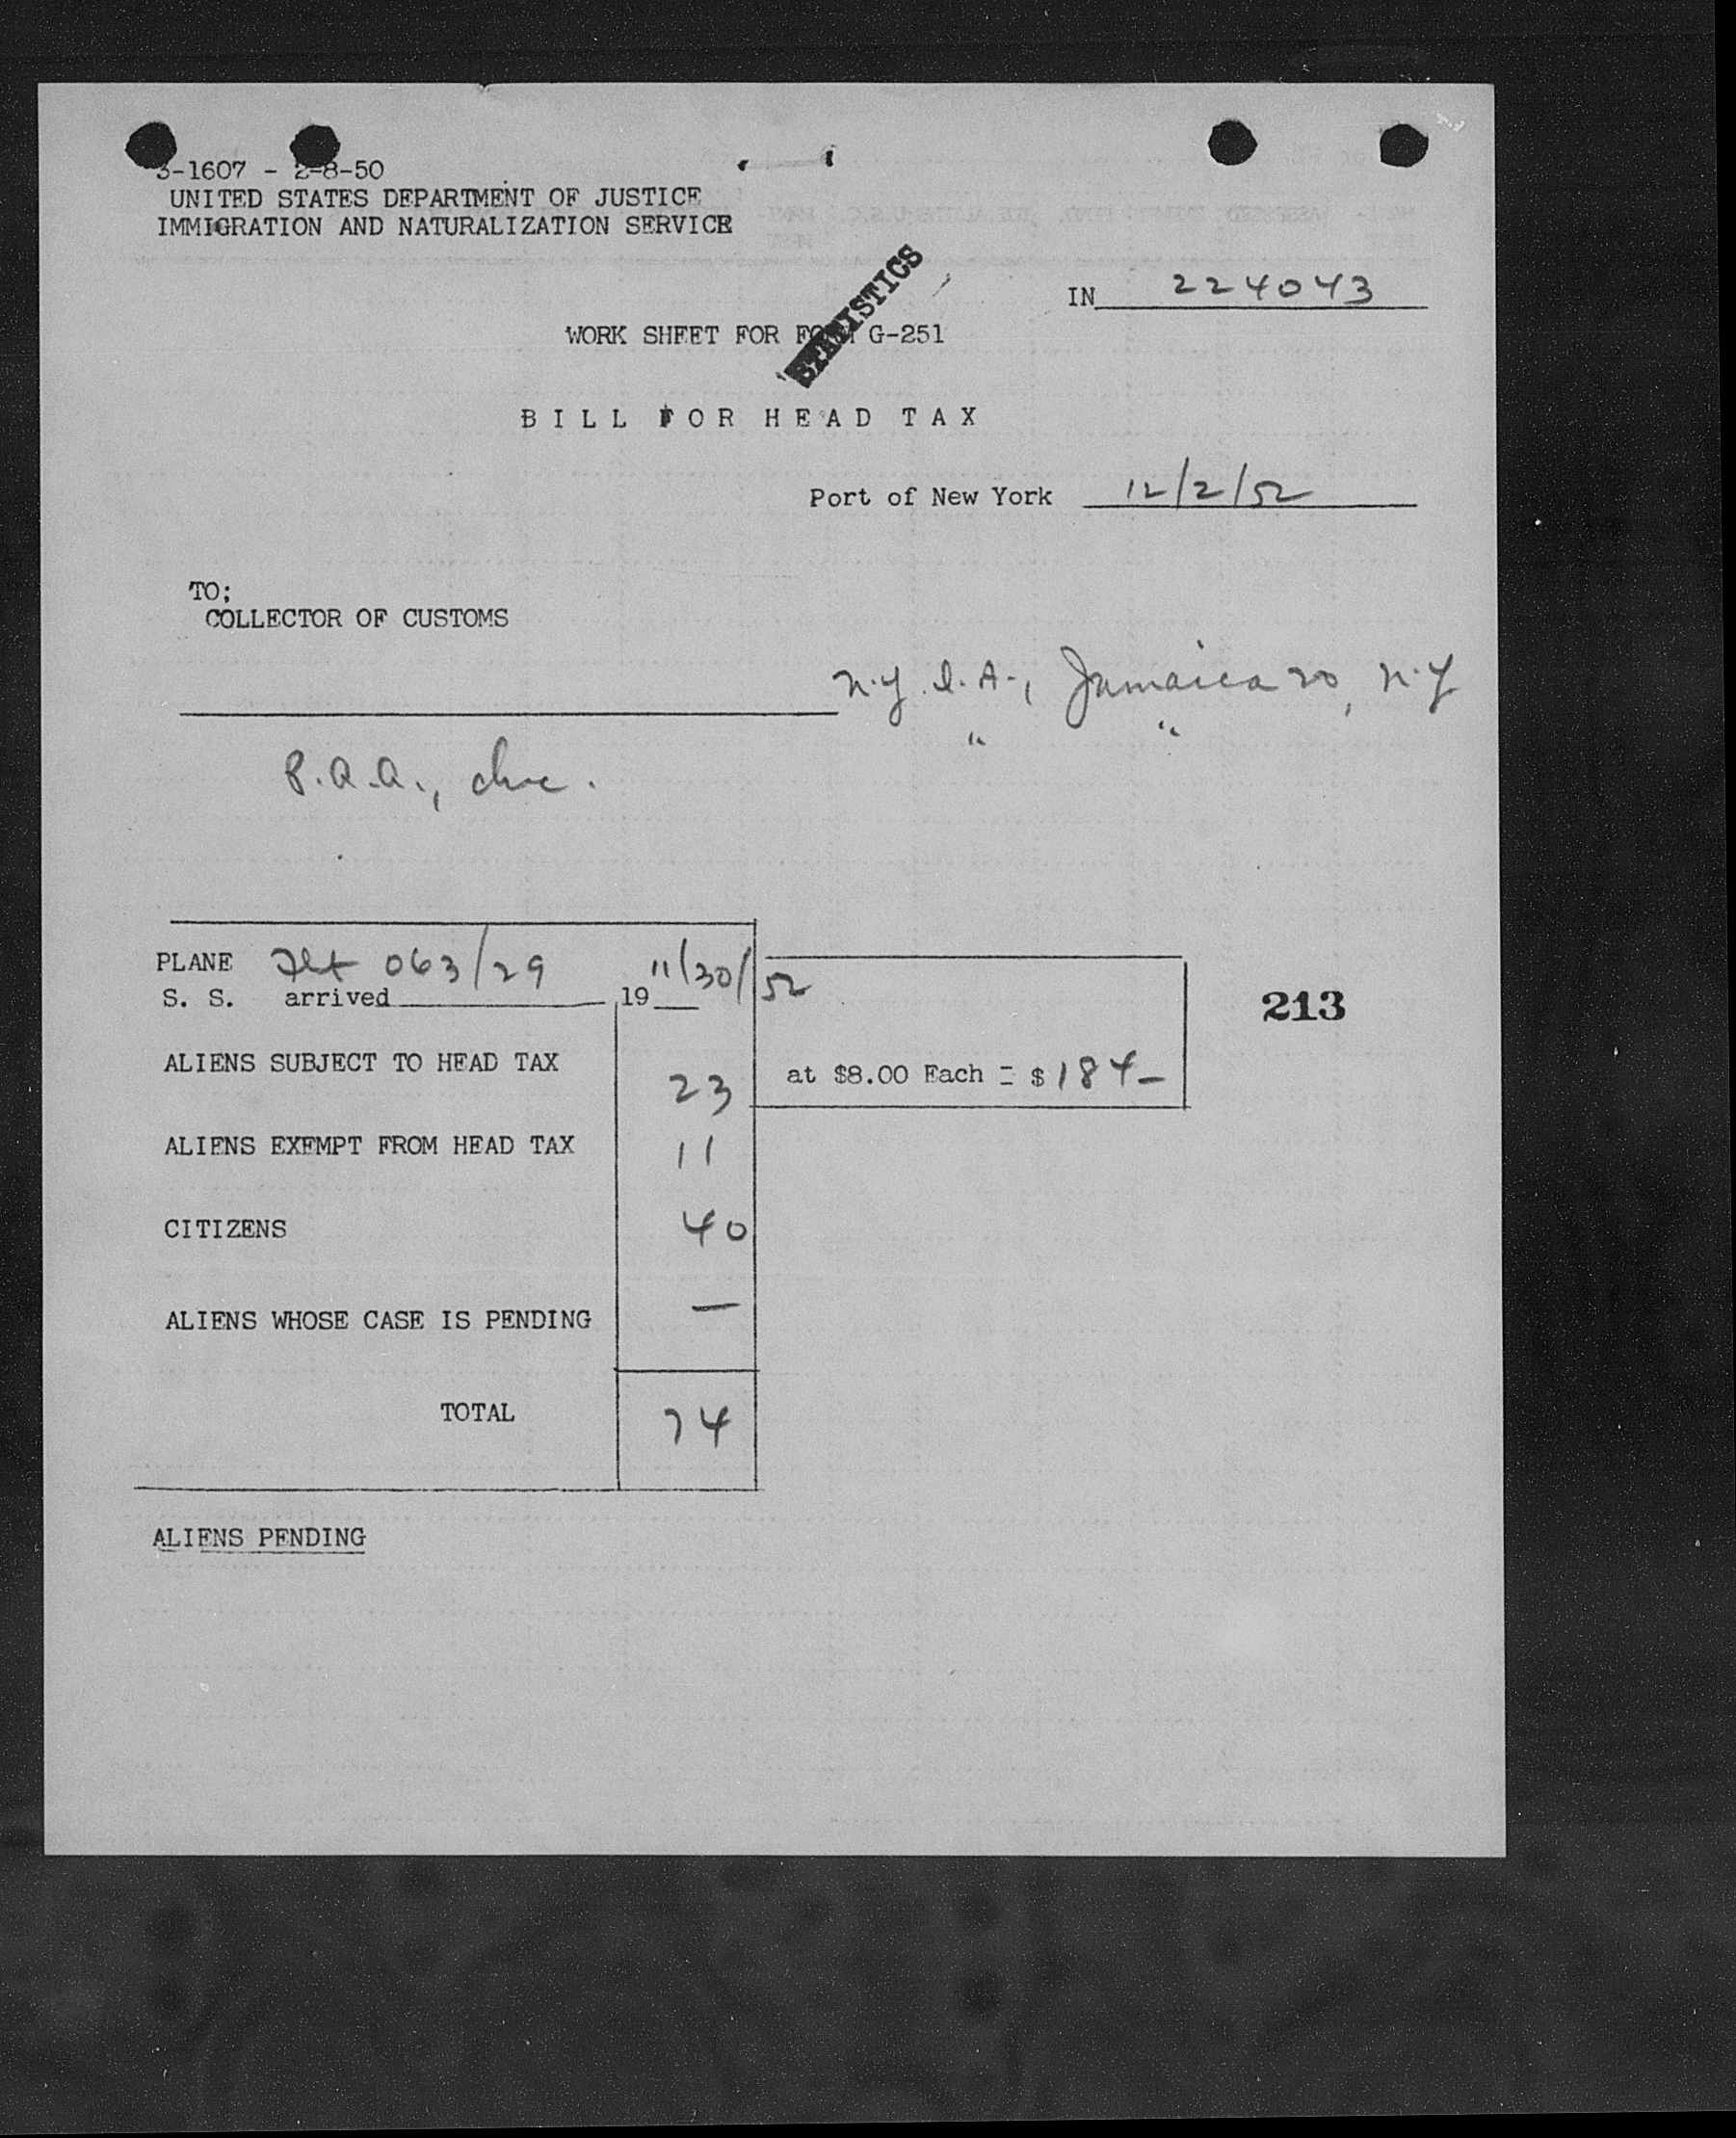 3-1607 - 2-8-50
UNITED STATES DEPARTMENT OF JUSTICE
IMMIGRATION AND NATURALIZATION SERVICE
STATISTICS
IN 224043
WORK SHEET FOR FORM G-251
BILL FOR HEAD TAX
Port of New York 12/2/52
TO;
COLLECTOR OF CUSTOMS
N.Y.I.A., Jamaica 20, N.Y
" "
P.A.A., Inc.
PLANE Flt 063/29 11/30/52
S. S. arrived 19
213
ALIENS SUBJECT TO HEAD TAX 23 at $8.00 Each = $184-
ALIENS EXEMPT FROM HEAD TAX 11
CITIZENS 40
ALIENS WHOSE CASE IS PENDING —
TOTAL 74
ALIENS PENDING